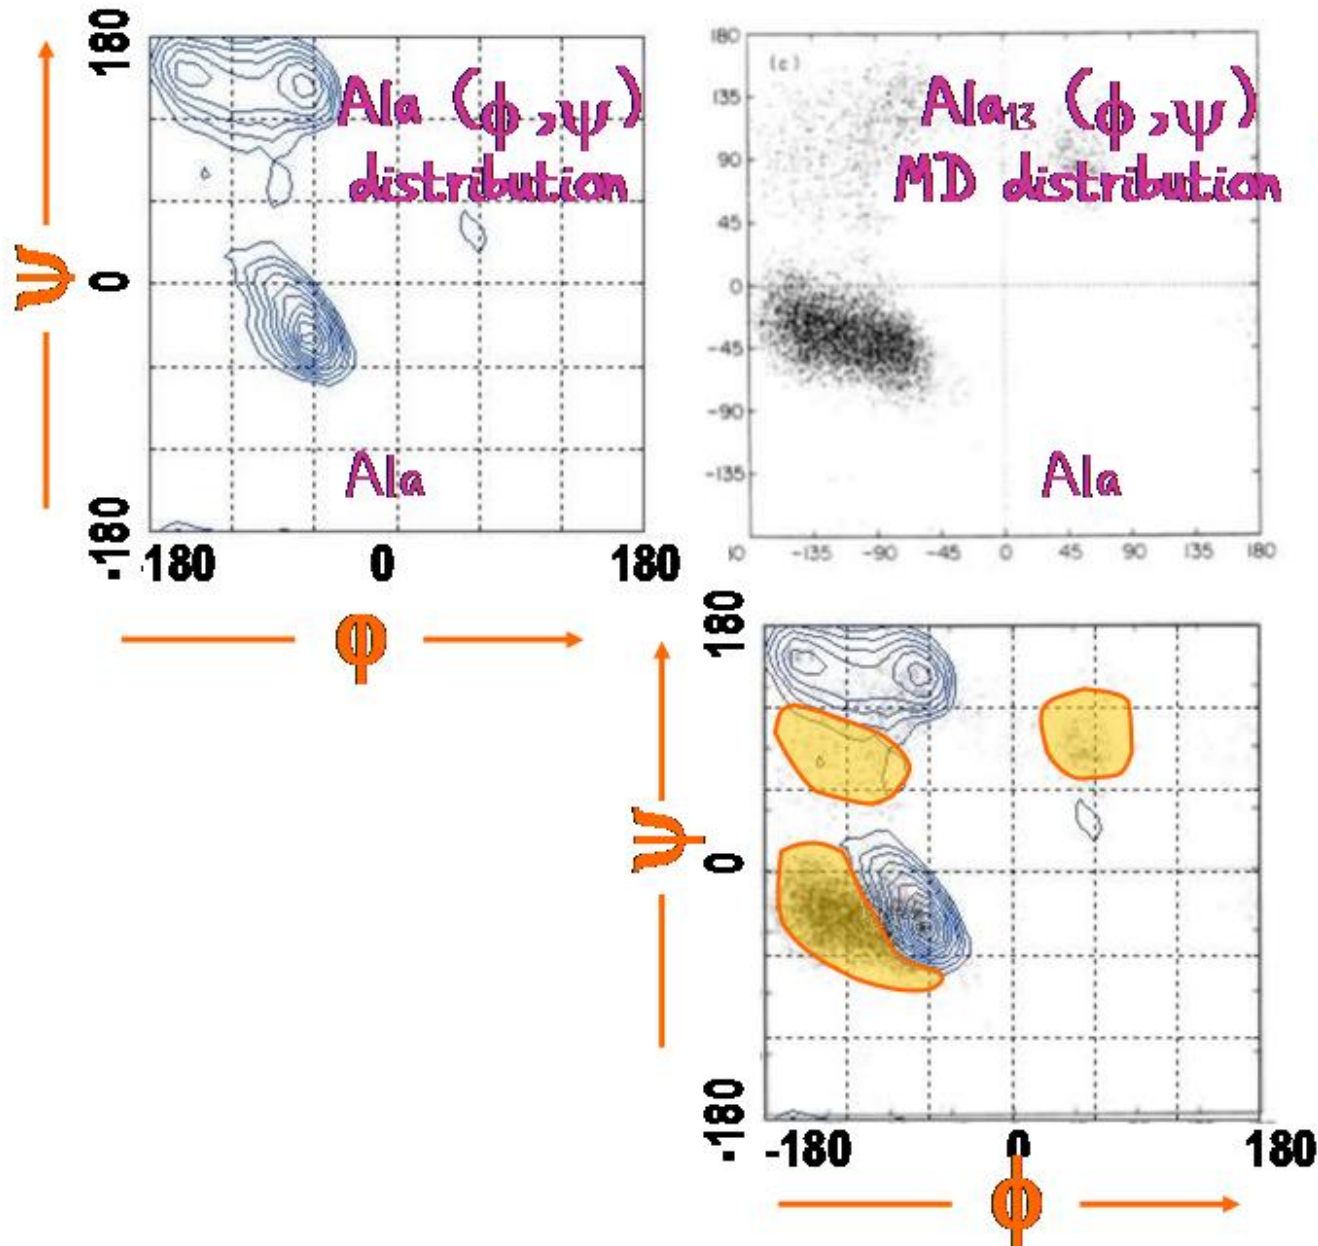 180
0
-180
ψ
Ala (ϕ,ψ)
distribution
Ala
-180 0 180
φ
180
135
90
45
0
-45
-90
-135
(c)
Ala13 (ϕ,ψ)
MD distribution
Ala
30 -135 -90 -45 0 45 90 135 180
180
0
-180
ψ
-180 0 180
ϕ